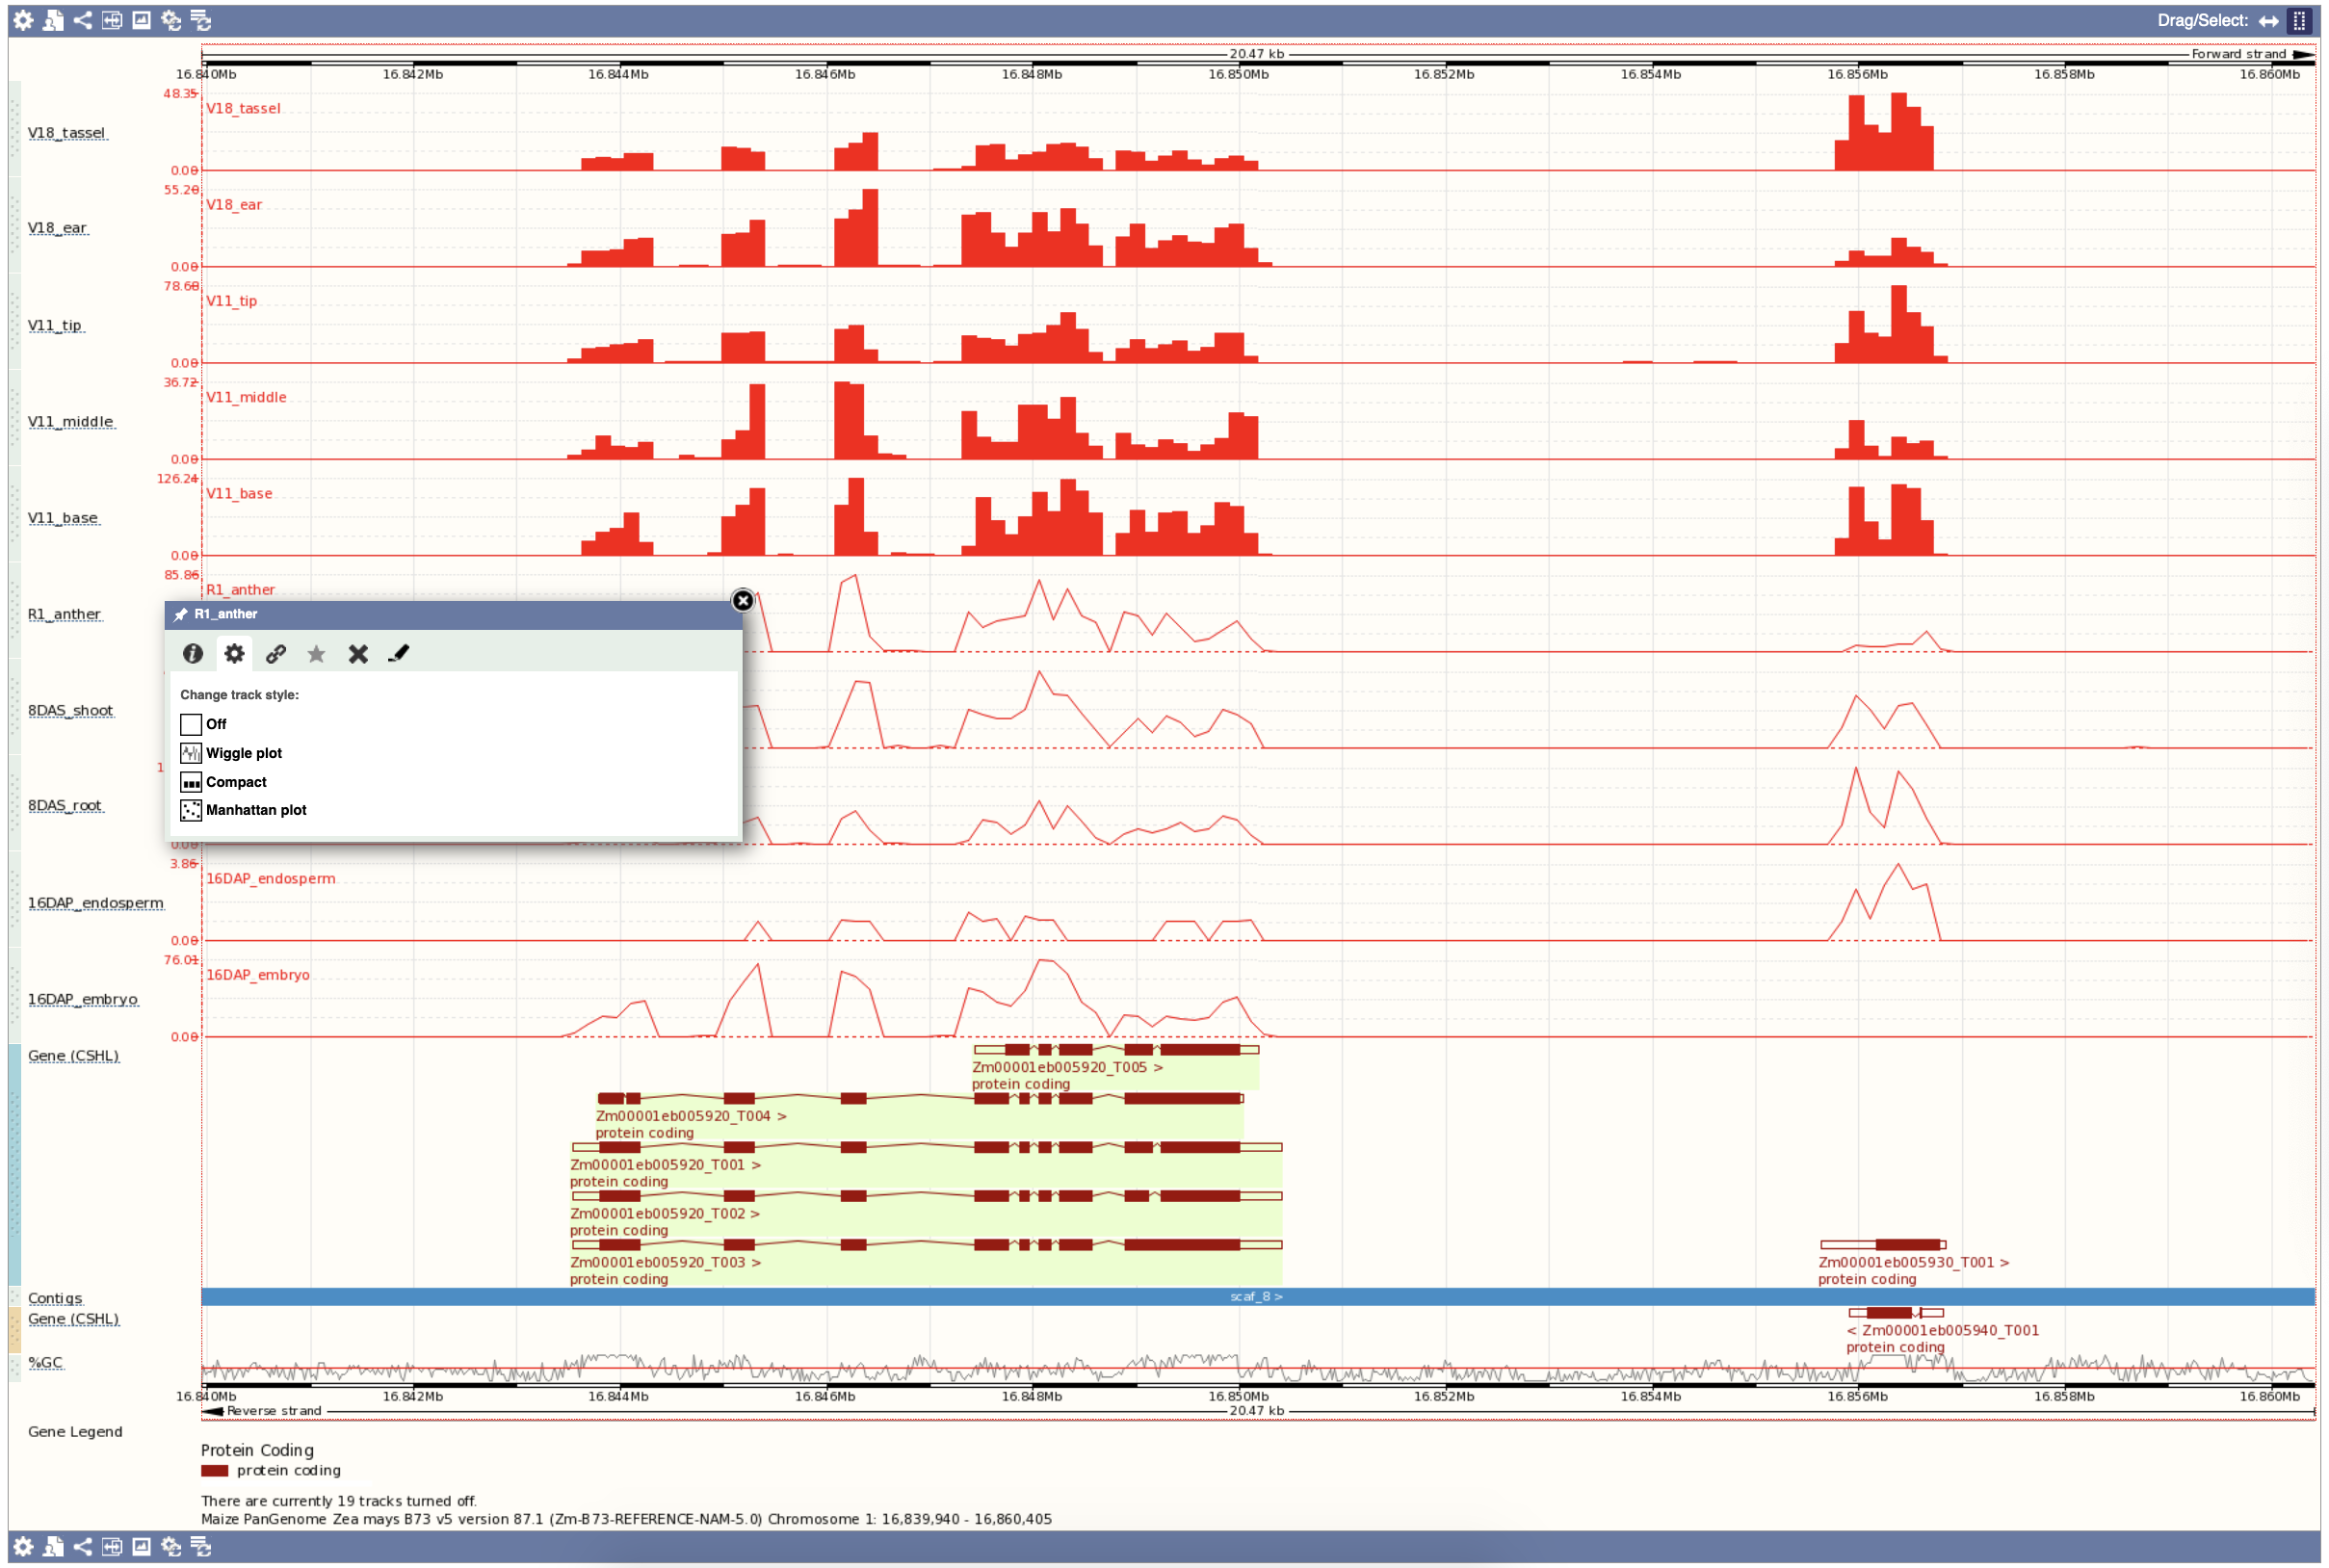 Drag/Select:
20.47 kb Forward strand
16.840Mb 16.842Mb 16.844Mb 16.846Mb 16.848Mb 16.850Mb 16.852Mb 16.854Mb 16.856Mb 16.858Mb 16.860Mb
48.35
V18_tassel
V18_tassel
0.00
55.20
V18_ear
V18_ear
0.00
78.60
V11_tip
V11_tip
0.00
36.72
V11_middle
V11_middle
0.00
126.24
V11_base
V11_base
0.00
85.86
R1_anther
R1_anther
R1_anther
Change track style:
Off
Wiggle plot
Compact
Manhattan plot
8DAS_shoot
1
8DAS_root
0.00
3.86
16DAP_endosperm
16DAP_endosperm
0.00
76.01
16DAP_embryo
16DAP_embryo
0.00
Gene (CSHL)
Zm00001eb005920_T005 >
protein coding
Zm00001eb005920_T004 >
protein coding
Zm00001eb005920_T001 >
protein coding
Zm00001eb005920_T002 >
protein coding
Zm00001eb005920_T003 > Zm00001eb005930_T001 >
protein coding protein coding
Contigs scaf_8 >
Gene (CSHL)
< Zm00001eb005940_T001
protein coding
%GC
16.840Mb 16.842Mb 16.844Mb 16.846Mb 16.848Mb 16.850Mb 16.852Mb 16.854Mb 16.856Mb 16.858Mb 16.860Mb
Reverse strand 20.47 kb
Gene Legend
Protein Coding
protein coding
There are currently 19 tracks turned off.
Maize PanGenome Zea mays B73 v5 version 87.1 (Zm-B73-REFERENCE-NAM-5.0) Chromosome 1: 16,839,940 - 16,860,405